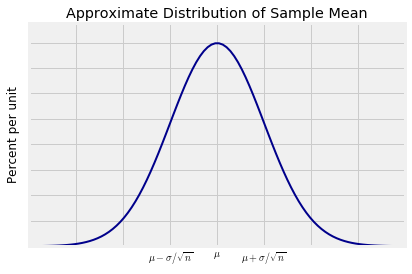 Approximate Distribution of Sample Mean
Percent per unit
μ − σ/√n μ μ + σ/√n